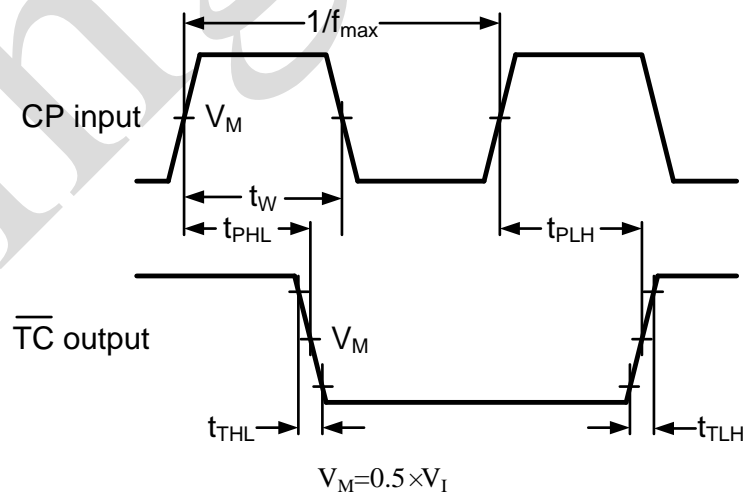 1/fmax
CP input
VM
tW
tPHL
tPLH
TC output
VM
tTHL
tTLH
VM=0.5×VI